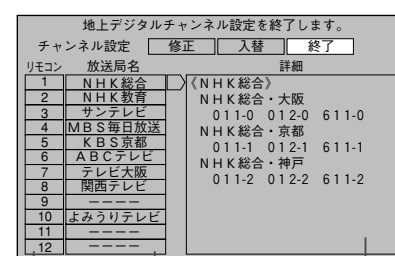 地上デジタルチャンネル設定を終了します。
チャンネル設定 修正 入替 終了
リモコン 放送局名 詳細
1 NHK総合
2 NHK教育
3 サンテレビ
4 MBS毎日放送
5 KBS京都
6 ABCテレビ
7 テレビ大阪
8 関西テレビ
9 ーーーー
10 よみうりテレビ
11 ーーーー
12 ーーーー
《NHK総合》
NHK総合・大阪
011-0 012-0 611-0
NHK総合・京都
011-1 012-1 611-1
NHK総合・神戸
011-2 012-2 611-2